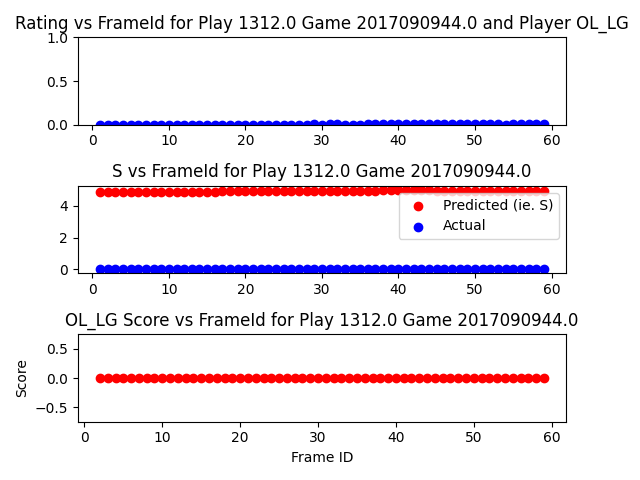 Rating vs FrameId for Play 1312.0 Game 2017090944.0 and Player OL_LG
1.0
0.5
0.0
0 10 20 30 40 50 60
S vs FrameId for Play 1312.0 Game 2017090944.0
4
2
0
Predicted (ie. S)
Actual
0 10 20 30 40 50 60
OL_LG Score vs FrameId for Play 1312.0 Game 2017090944.0
Score
0.5
0.0
−0.5
0 10 20 30 40 50 60
Frame ID